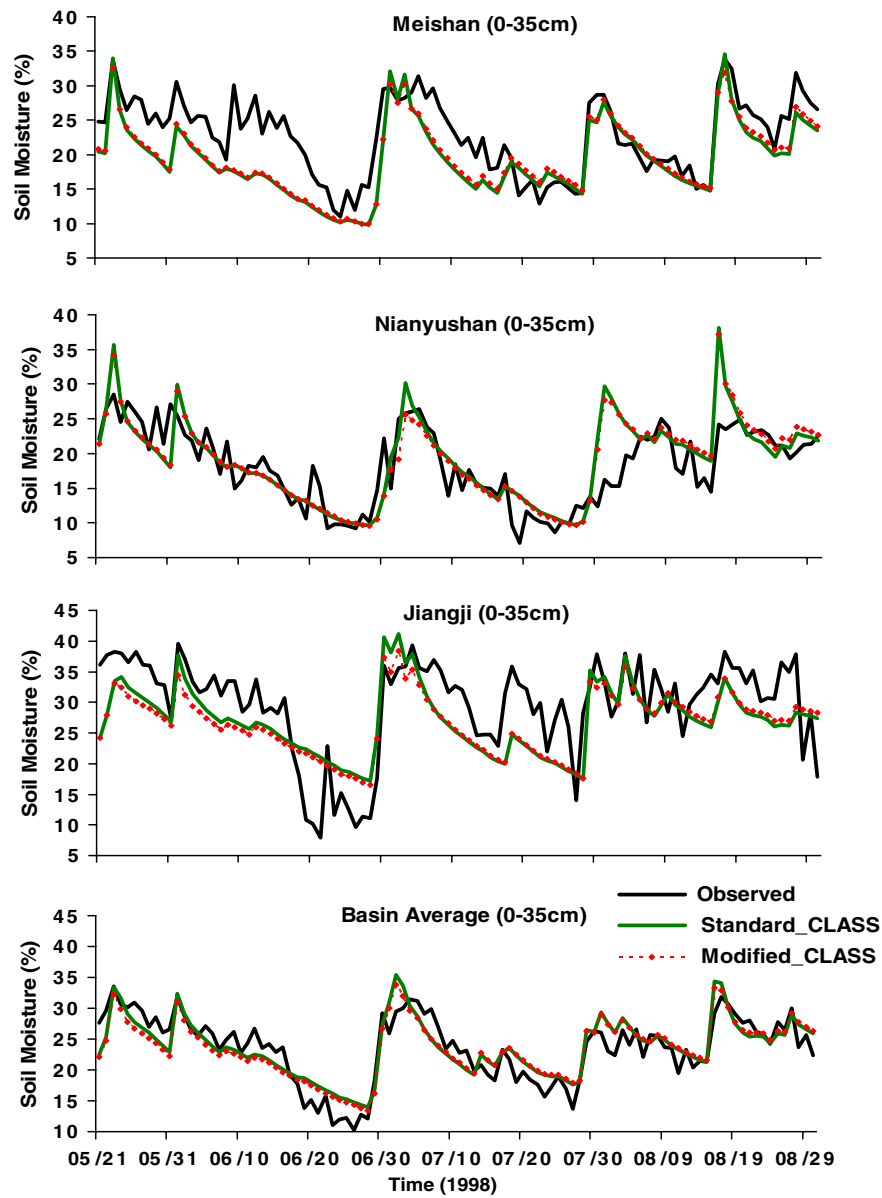 Meishan (0-35cm)
Soil Moisture (%)
40
35
30
25
20
15
10
5
Nianyushan (0-35cm)
Soil Moisture (%)
40
35
30
25
20
15
10
5
Jiangji (0-35cm)
Soil Moisture (%)
45
40
35
30
25
20
15
10
5
Observed
Standard_CLASS
Modified_CLASS
Basin Average (0-35cm)
Soil Moisture (%)
45
40
35
30
25
20
15
10
05 /21 05 /31 06 /10 06 /20 06 /30 07 /10 07 /20 07 /30 08 /09 08 /19 08 /29
Time (1998)